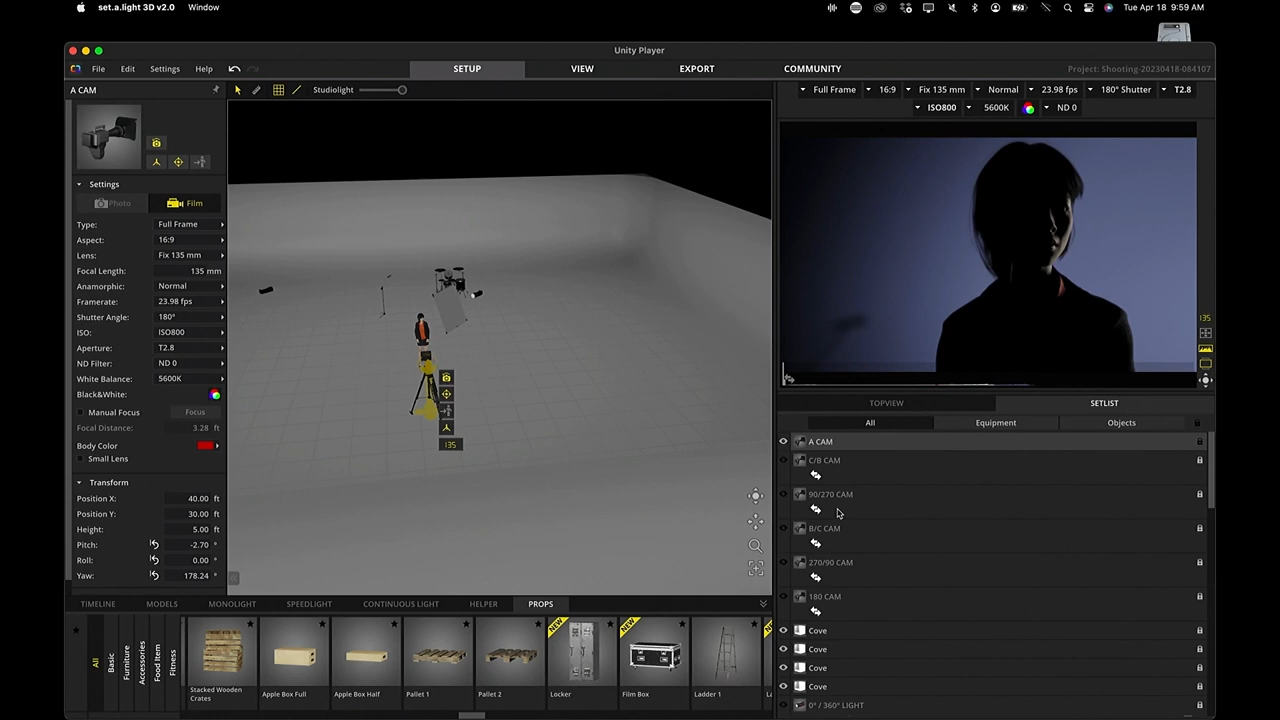 set.a.light 3D v2.0 Window Tue Apr 18 9:59 AM
Unity Player
File Edit Settings Help SETUP VIEW EXPORT COMMUNITY Project: Shooting-20230418-084107
A CAM Studiolight Full Frame 16:9 Fix 135 mm Normal 23.98 fps 180° Shutter T2.8
ISO800 5600K ND 0
Settings
Photo Film
Type: Full Frame
Aspect: 16:9
Lens: Fix 135 mm
Focal Length: 135 mm
Anamorphic: Normal
Framerate: 23.98 fps
Shutter Angle: 180°
ISO: ISO800
Aperture: T2.8
ND Filter: ND 0
White Balance: 5600K
Black&White:
Manual Focus Focus
Focal Distance: 3.28 ft
Body Color
Small Lens
Transform
Position X: 40.00 ft
Position Y: 30.00 ft
Height: 5.00 ft
Pitch: -2.70 °
Roll: 0.00 °
Yaw: 178.24 °
135
135
TOPVIEW SETLIST
All Equipment Objects
A CAM
C/B CAM
90/270 CAM
B/C CAM
270/90 CAM
180 CAM
Cove
Cove
Cove
Cove
0° / 360° LIGHT
TIMELINE MODELS MONOLIGHT SPEEDLIGHT CONTINUOUS LIGHT HELPER PROPS
All
Basic
Furniture
Accessories
Food Item
Fitness
NEW
NEW
Stacked Wooden
Crates
Apple Box Full
Apple Box Half
Pallet 1
Pallet 2
Locker
Film Box
Ladder 1